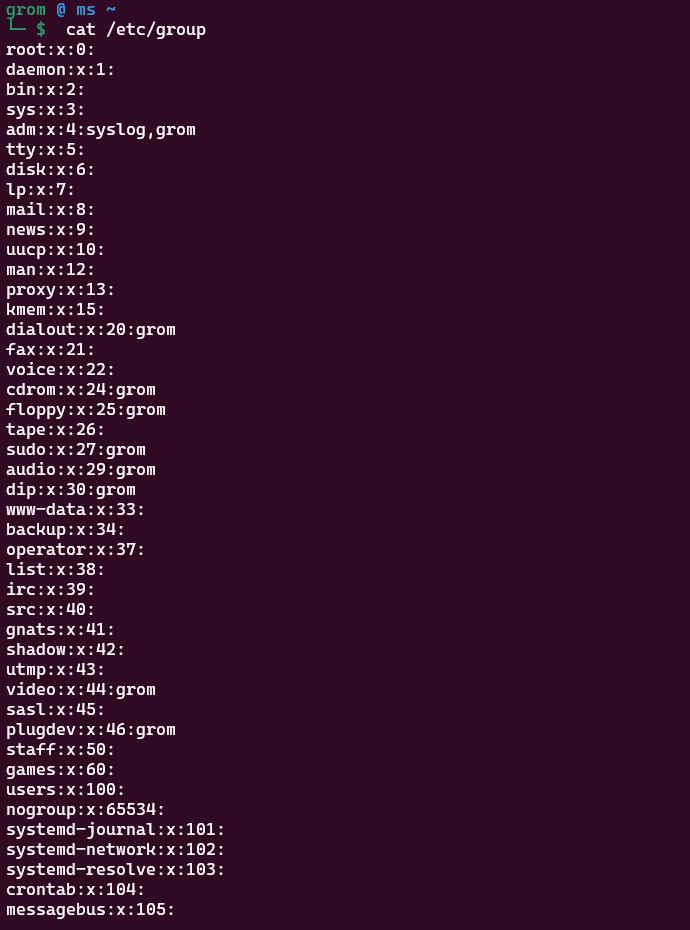 grom @ ms ~
└─ $  cat /etc/group
root:x:0:
daemon:x:1:
bin:x:2:
sys:x:3:
adm:x:4:syslog,grom
tty:x:5:
disk:x:6:
lp:x:7:
mail:x:8:
news:x:9:
uucp:x:10:
man:x:12:
proxy:x:13:
kmem:x:15:
dialout:x:20:grom
fax:x:21:
voice:x:22:
cdrom:x:24:grom
floppy:x:25:grom
tape:x:26:
sudo:x:27:grom
audio:x:29:grom
dip:x:30:grom
www-data:x:33:
backup:x:34:
operator:x:37:
list:x:38:
irc:x:39:
src:x:40:
gnats:x:41:
shadow:x:42:
utmp:x:43:
video:x:44:grom
sasl:x:45:
plugdev:x:46:grom
staff:x:50:
games:x:60:
users:x:100:
nogroup:x:65534:
systemd-journal:x:101:
systemd-network:x:102:
systemd-resolve:x:103:
crontab:x:104:
messagebus:x:105: